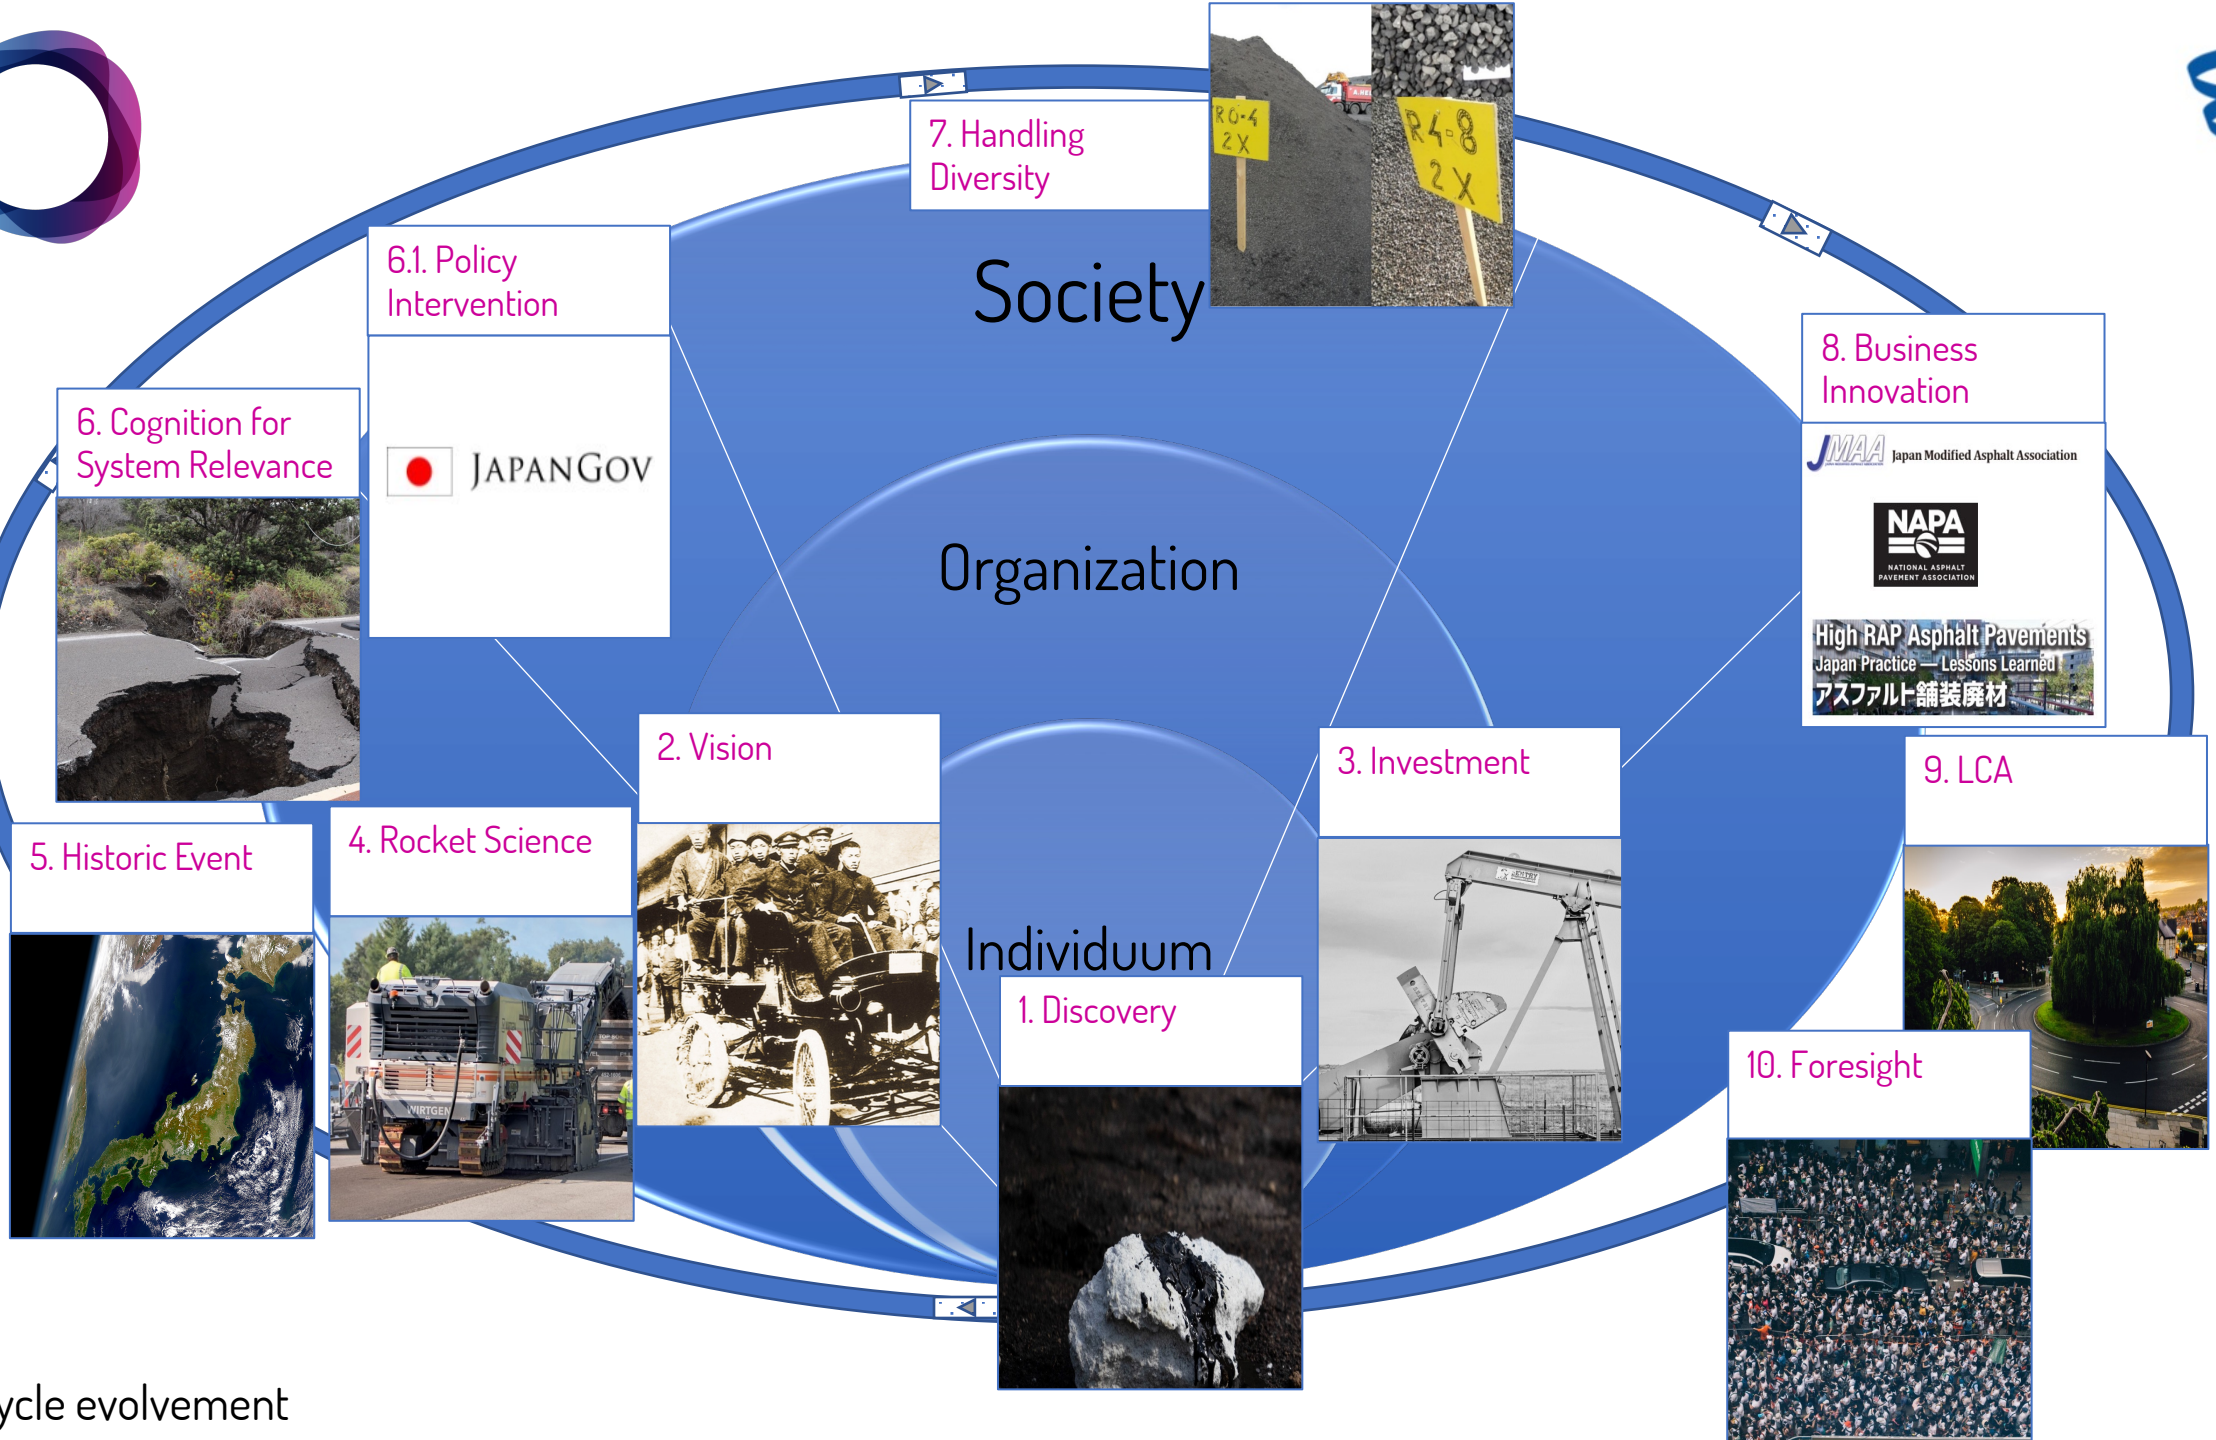 7. Handling
Diversity
R0-4
2X
R4-8
2X
6.1. Policy
Intervention
JAPANGOV
Society
8. Business
Innovation
JMAA Japan Modified Asphalt Association
NAPA
NATIONAL ASPHALT
PAVEMENT ASSOCIATION
High RAP Asphalt Pavements
Japan Practice — Lessons Learned
アスファルト舗装廃材
6. Cognition for
System Relevance
Organization
2. Vision
3. Investment
9. LCA
5. Historic Event
4. Rocket Science
WIRTGEN
Individuum
1. Discovery
10. Foresight
ycle evolvement